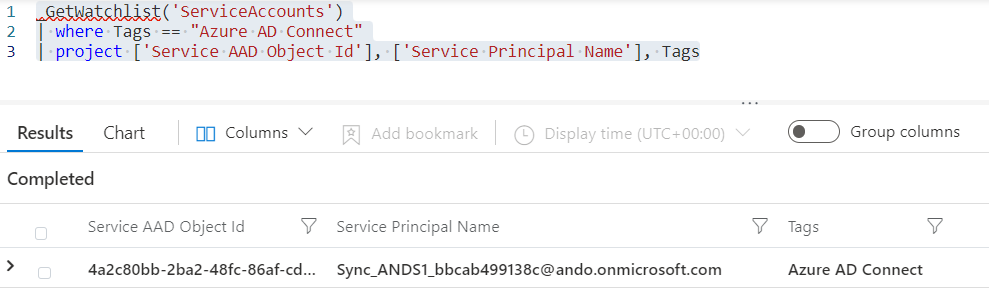 1 _GetWatchlist('ServiceAccounts')
2 | where Tags == "Azure AD Connect"
3 | project ['Service AAD Object Id'], ['Service Principal Name'], Tags
...
Results Chart Columns Add bookmark Display time (UTC+00:00) Group columns
Completed
Service AAD Object Id Service Principal Name Tags
4a2c80bb-2ba2-48fc-86af-cd... Sync_ANDS1_bbcab499138c@ando.onmicrosoft.com Azure AD Connect